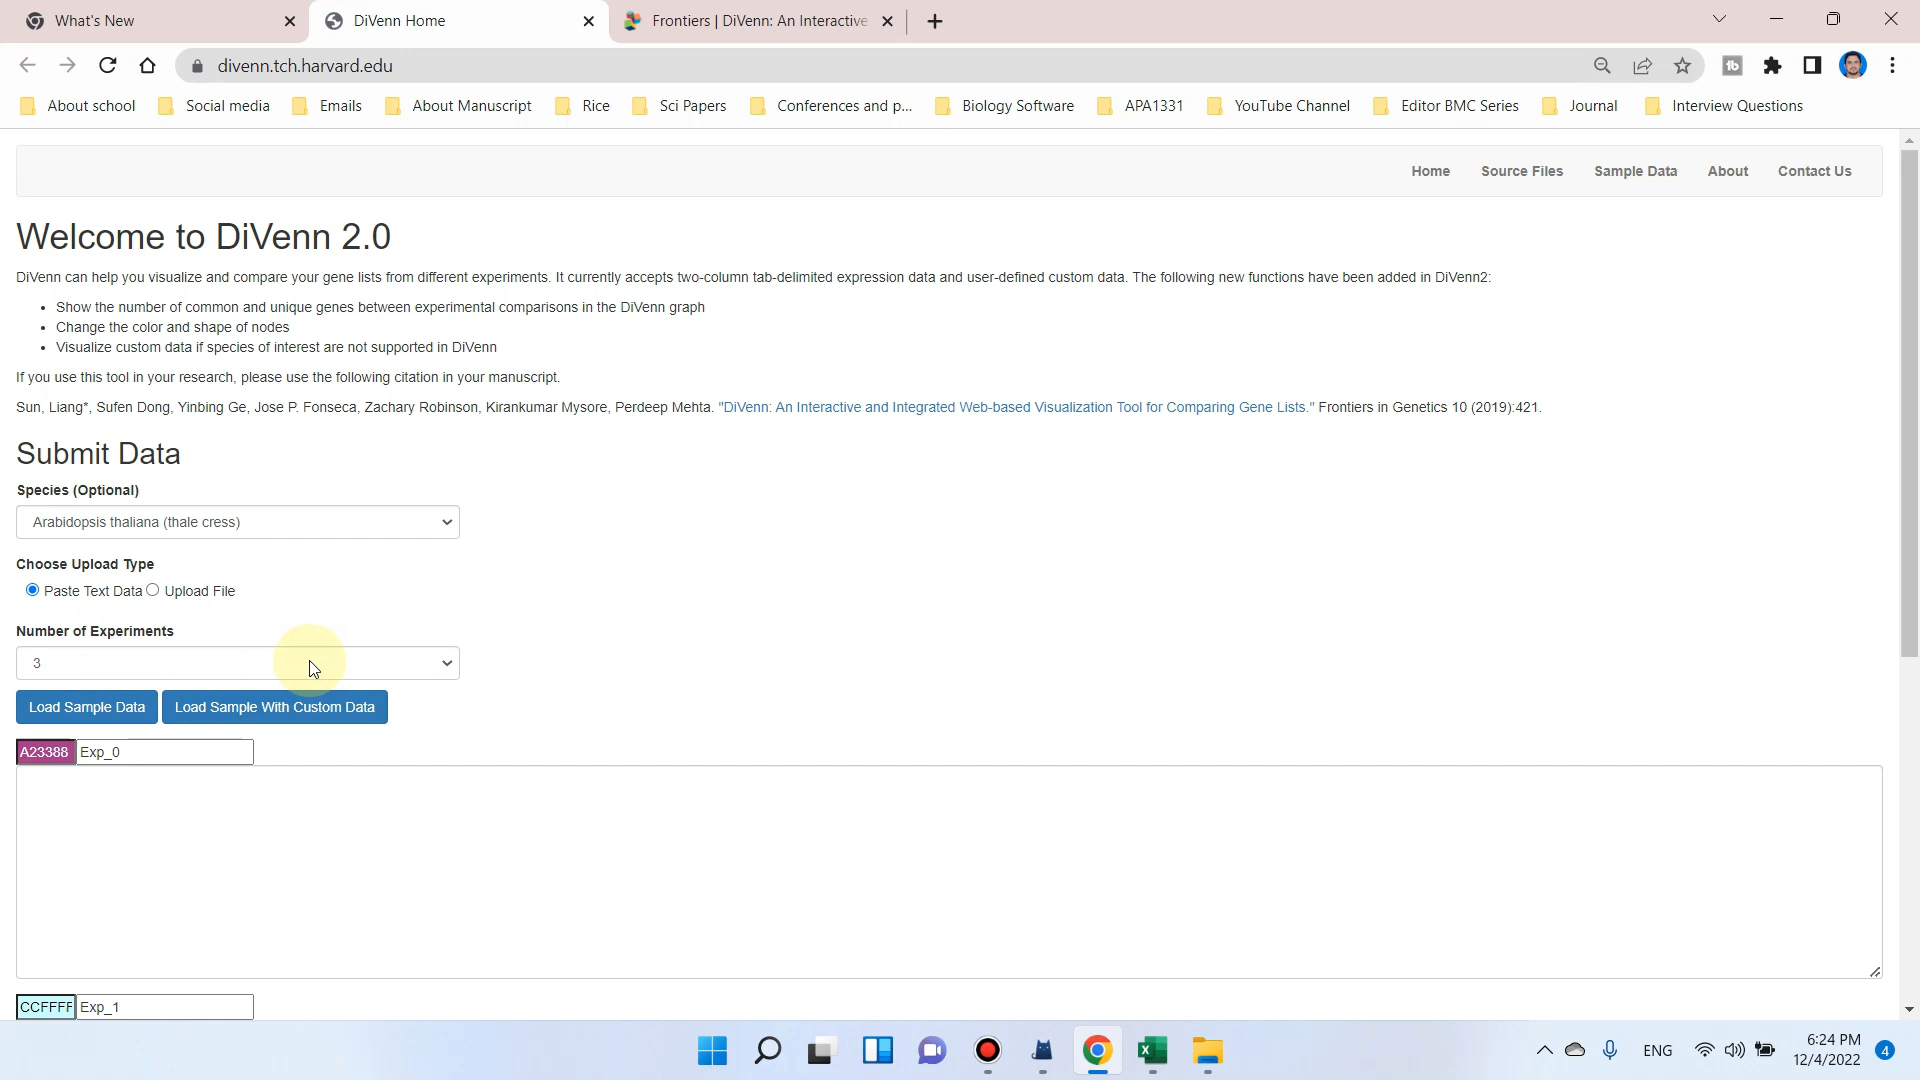 What's New
DiVenn Home
Frontiers | DiVenn: An Interactive
divenn.tch.harvard.edu
About school
Social media
Emails
About Manuscript
Rice
Sci Papers
Conferences and p...
Biology Software
APA1331
YouTube Channel
Editor BMC Series
Journal
Interview Questions
Home
Source Files
Sample Data
About
Contact Us
Welcome to DiVenn 2.0
DiVenn can help you visualize and compare your gene lists from different experiments. It currently accepts two-column tab-delimited expression data and user-defined custom data. The following new functions have been added in DiVenn2:
• Show the number of common and unique genes between experimental comparisons in the DiVenn graph
• Change the color and shape of nodes
• Visualize custom data if species of interest are not supported in DiVenn
If you use this tool in your research, please use the following citation in your manuscript.
Sun, Liang*, Sufen Dong, Yinbing Ge, Jose P. Fonseca, Zachary Robinson, Kirankumar Mysore, Perdeep Mehta. "DiVenn: An Interactive and Integrated Web-based Visualization Tool for Comparing Gene Lists." Frontiers in Genetics 10 (2019):421.
Submit Data
Species (Optional)
Arabidopsis thaliana (thale cress)
Choose Upload Type
Paste Text Data Upload File
Number of Experiments
3
Load Sample Data
Load Sample With Custom Data
A23388 Exp_0
CCFFFF Exp_1
ENG
6:24 PM
12/4/2022
4